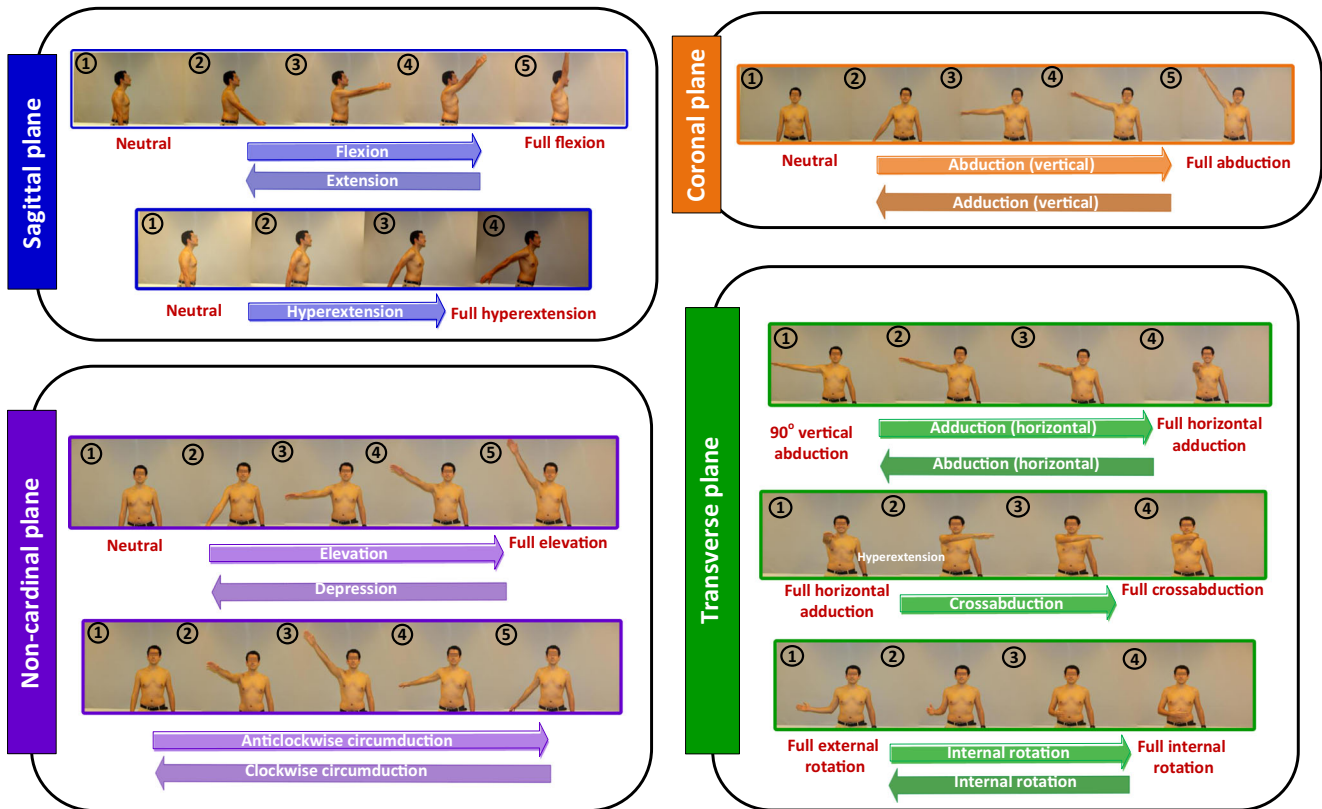 Sagittal plane
① ② ③ ④ ⑤
Neutral
Full flexion
Flexion
Extension
① ② ③ ④
Neutral
Hyperextension
Full hyperextension
Coronal plane
① ② ③ ④ ⑤
Neutral
Abduction (vertical)
Full abduction
Adduction (vertical)
Non-cardinal plane
① ② ③ ④ ⑤
Neutral
Elevation
Full elevation
Depression
① ② ③ ④ ⑤
Anticlockwise circumduction
Clockwise circumduction
Transverse plane
① ② ③ ④
90° vertical
abduction
Adduction (horizontal)
Full horizontal
adduction
Abduction (horizontal)
① ② ③ ④
Hyperextension
Full horizontal
adduction
Crossabduction
Full crossabduction
① ② ③ ④
Full external
rotation
Internal rotation
Full internal
rotation
Internal rotation